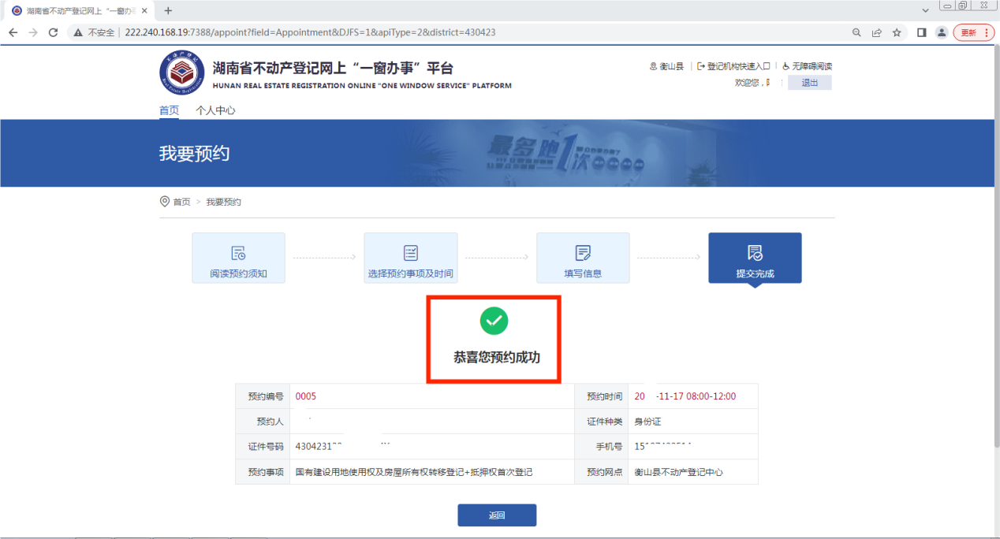 湖南省不动产登记网上“一窗办事
不安全 222.240.168.19:7388/appoint?field=Appointment&DJFS=1&apiType=2&district=430423
更新
湖南省不动产登记网上“一窗办事”平台
HUNAN REAL ESTATE REGISTRATION ONLINE "ONE WINDOW SERVICE" PLATFORM
衡山县 登记机构快速入口 无障碍阅读
欢迎您， 退出
首页 个人中心
我要预约
最多跑1次
首页 > 我要预约
阅读预约须知 选择预约事项及时间 填写信息 提交完成
恭喜您预约成功
预约编号 0005 预约时间 20 -11-17 08:00-12:00
预约人 证件种类 身份证
证件号码 430423 手机号 15
预约事项 国有建设用地使用权及房屋所有权转移登记+抵押权首次登记 预约网点 衡山县不动产登记中心
返回